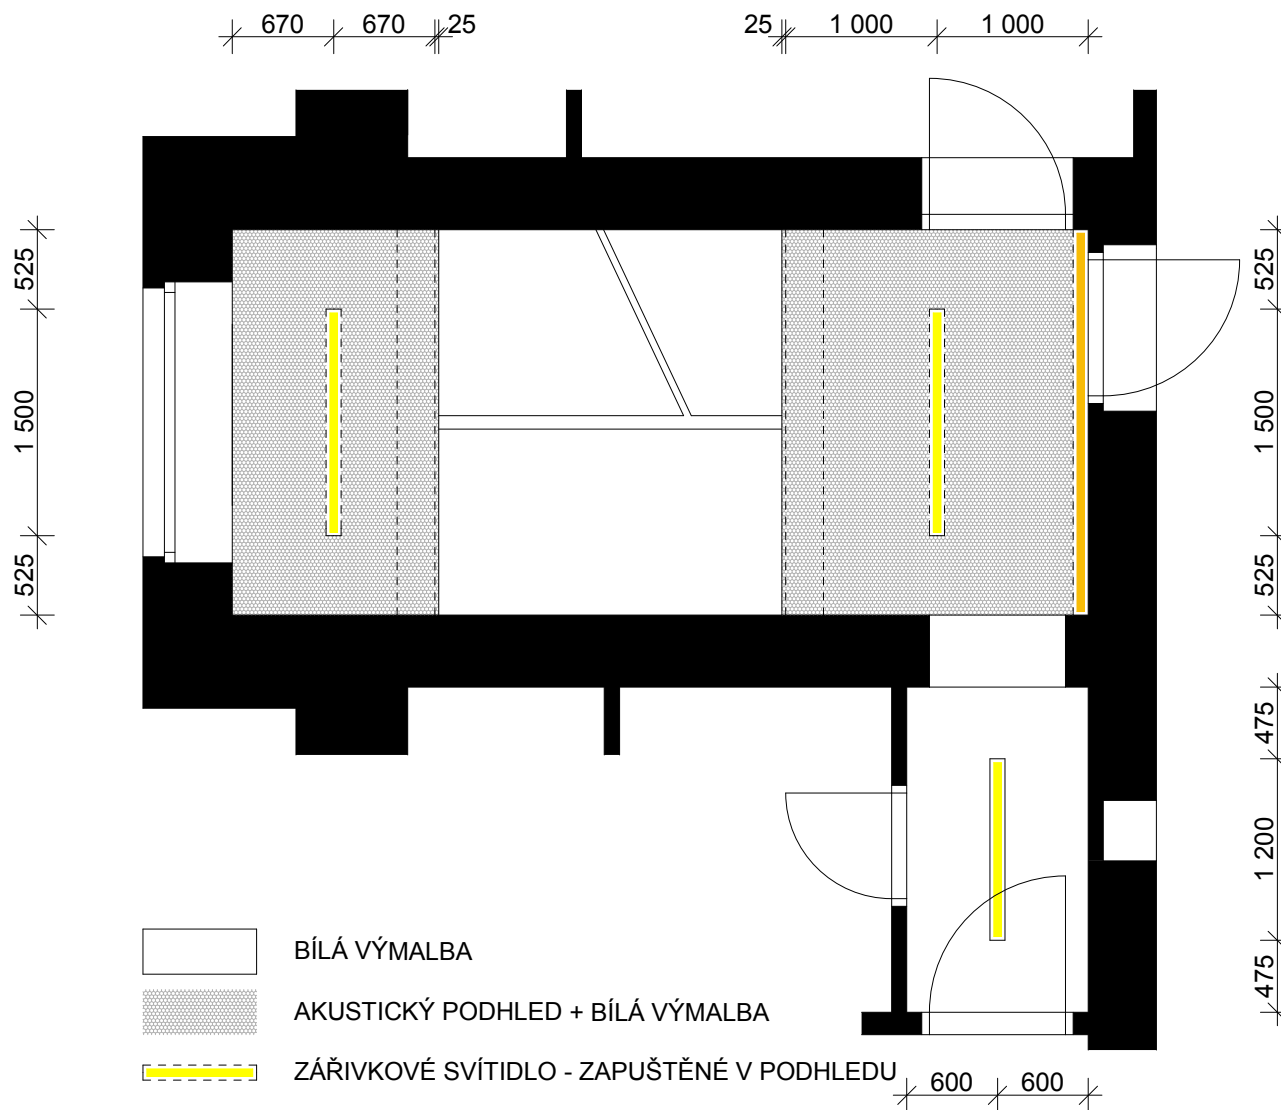 670 670 25 25 1 000 1 000
525
1 500
525
525
1 500
525
475
1 200
475
BÍLÁ VÝMALBA
AKUSTICKÝ PODHLED + BÍLÁ VÝMALBA
ZÁŘIVKOVÉ SVÍTIDLO - ZAPUŠTĚNÉ V PODHLEDU
600 600